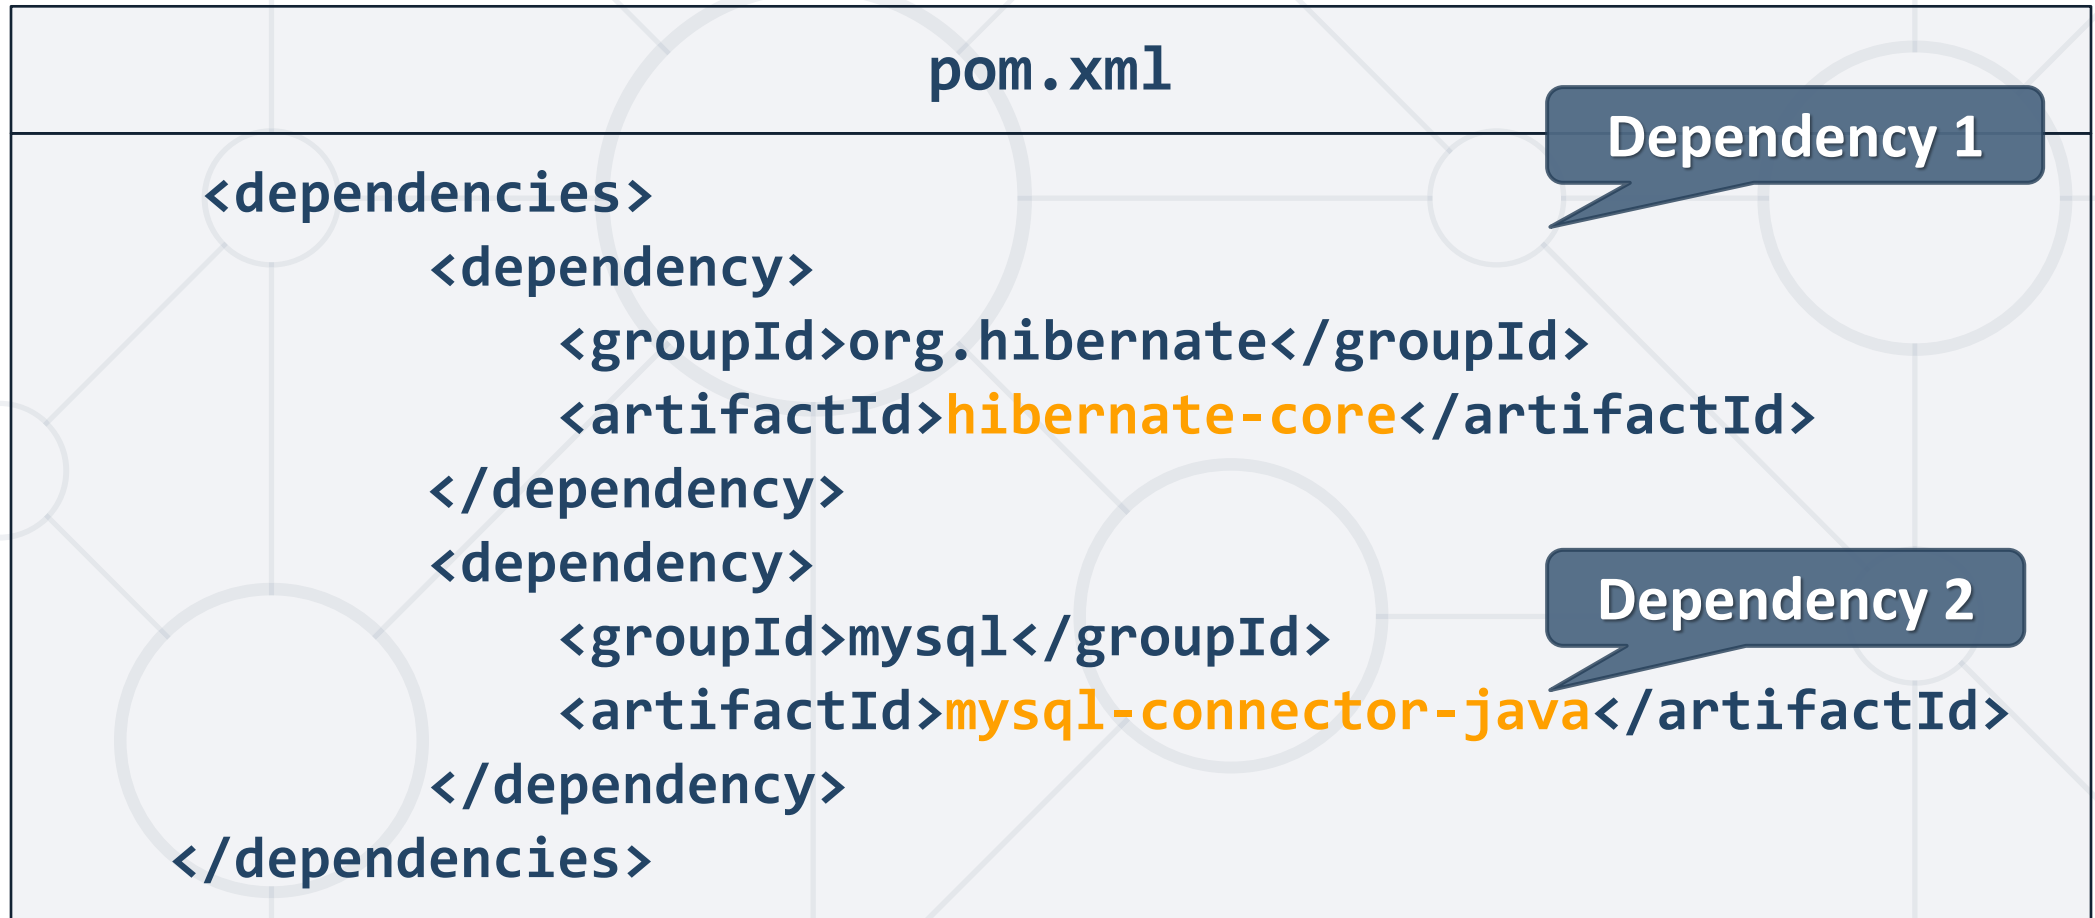 pom.xml
Dependency 1
<dependencies>
<dependency>
<groupId>org.hibernate</groupId>
<artifactId>hibernate-core</artifactId>
</dependency>
<dependency>
Dependency 2
<groupId>mysql</groupId>
<artifactId>mysql-connector-java</artifactId>
</dependency>
</dependencies>